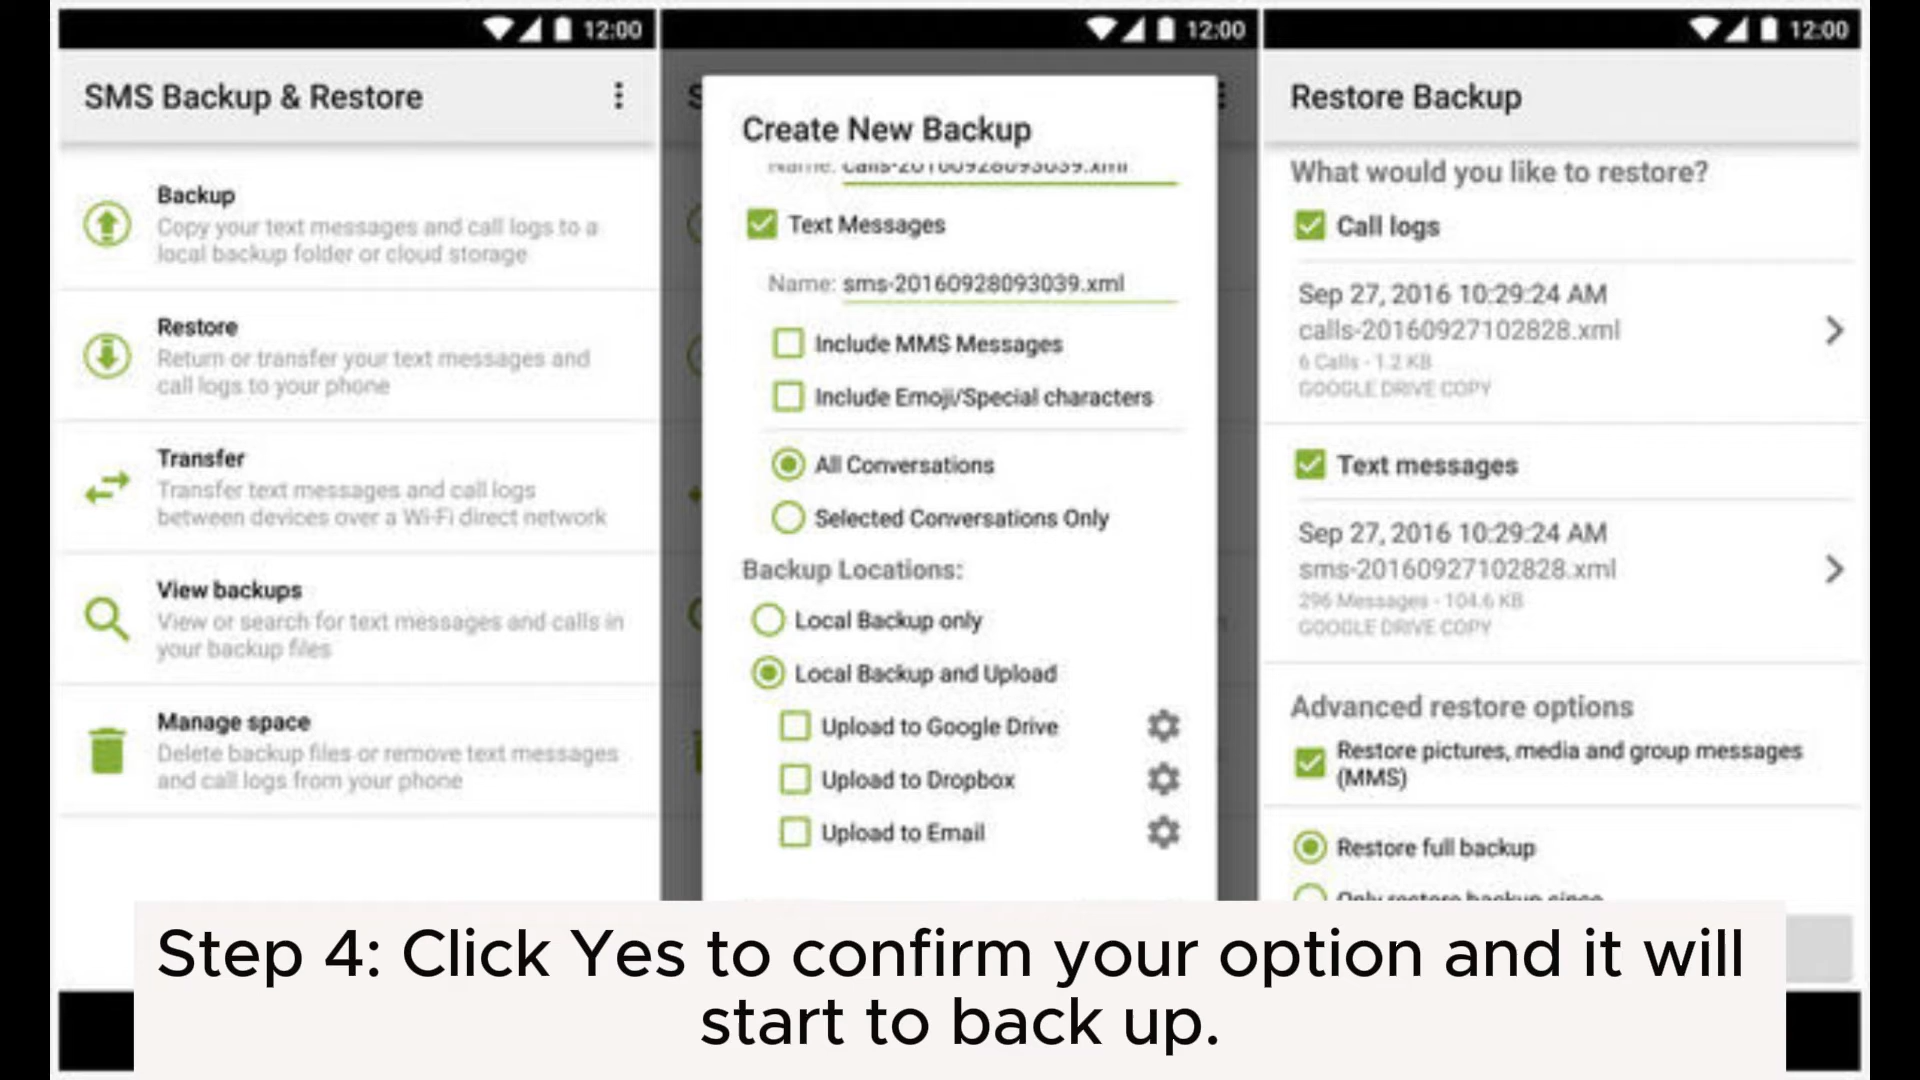 12:00
SMS Backup & Restore
Backup
Copy your text messages and call logs to a
local backup folder or cloud storage
Restore
Return or transfer your text messages and
call logs to your phone
Transfer
Transfer text messages and call logs
between devices over a Wi-Fi direct network
View backups
View or search for text messages and calls in
your backup files
Manage space
Delete backup files or remove text messages
and call logs from your phone
12:00
Create New Backup
Name: calls-20160928093039.xml
Text Messages
Name: sms-20160928093039.xml
Include MMS Messages
Include Emoji/Special characters
All Conversations
Selected Conversations Only
Backup Locations:
Local Backup only
Local Backup and Upload
Upload to Google Drive
Upload to Dropbox
Upload to Email
12:00
Restore Backup
What would you like to restore?
Call logs
Sep 27, 2016 10:29:24 AM
calls-20160927102828.xml
6 Calls - 1.2 KB
GOOGLE DRIVE COPY
Text messages
Sep 27, 2016 10:29:24 AM
sms-20160927102828.xml
296 Messages - 104.6 KB
GOOGLE DRIVE COPY
Advanced restore options
Restore pictures, media and group messages
(MMS)
Restore full backup
Only restore backup since
Step 4: Click Yes to confirm your option and it will
start to back up.